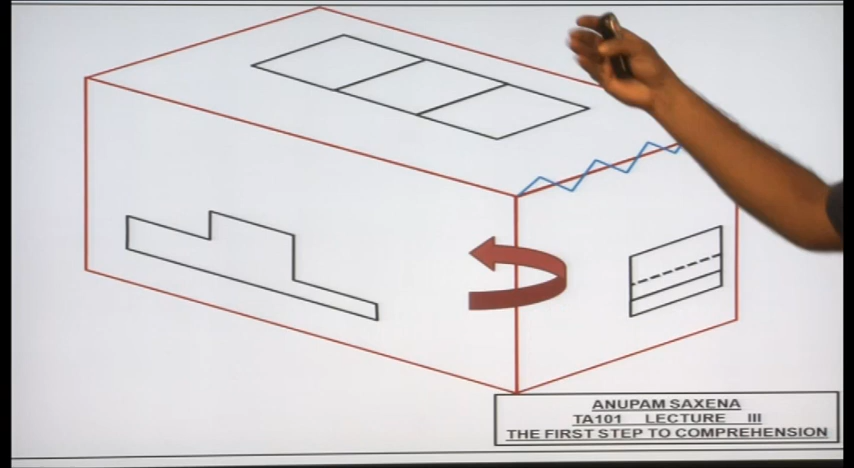 ANUPAM SAXENA
TA101 LECTURE III
THE FIRST STEP TO COMPREHENSION